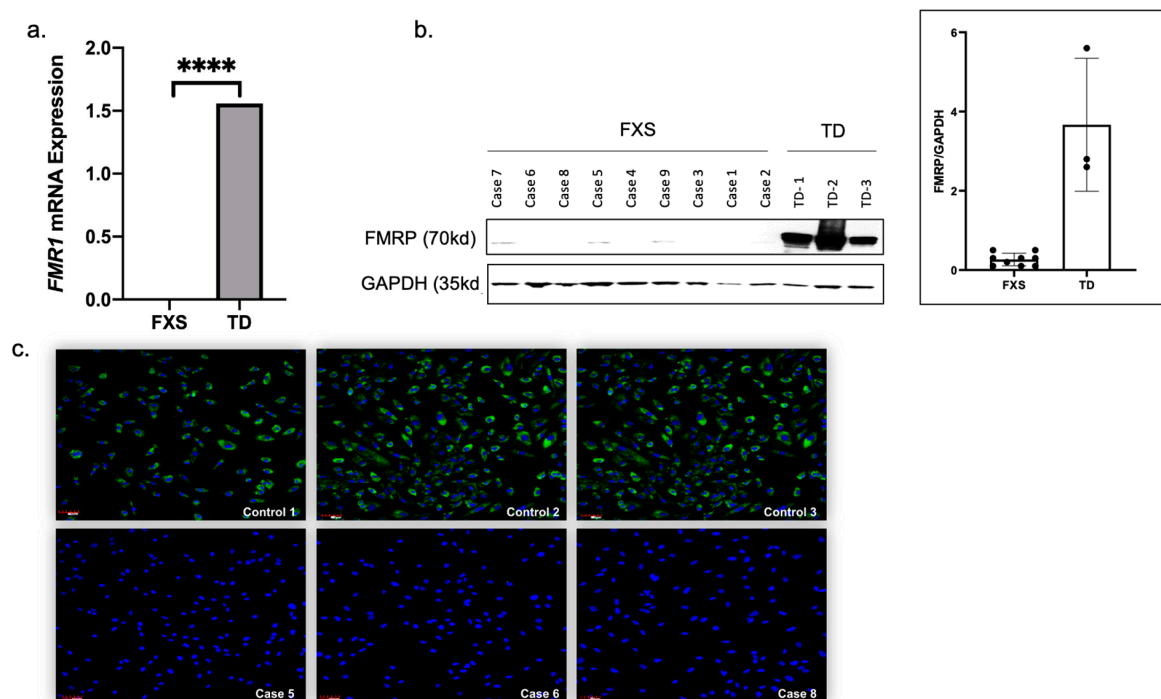 a.
2.0
1.5
1.0
0.5
0.0
FMR1 mRNA Expression
****
FXS TD
b.
FXS TD
Case 7 Case 6 Case 8 Case 5 Case 4 Case 9 Case 3 Case 1 Case 2 TD- 1 TD-2 TD-3
FMRP (70kd)
GAPDH (35kd
6
4
2
0
FMRP/GAPDH
FXS TD
c.
Control 1 Control 2 Control 3
Case 5 Case 6 Case 8